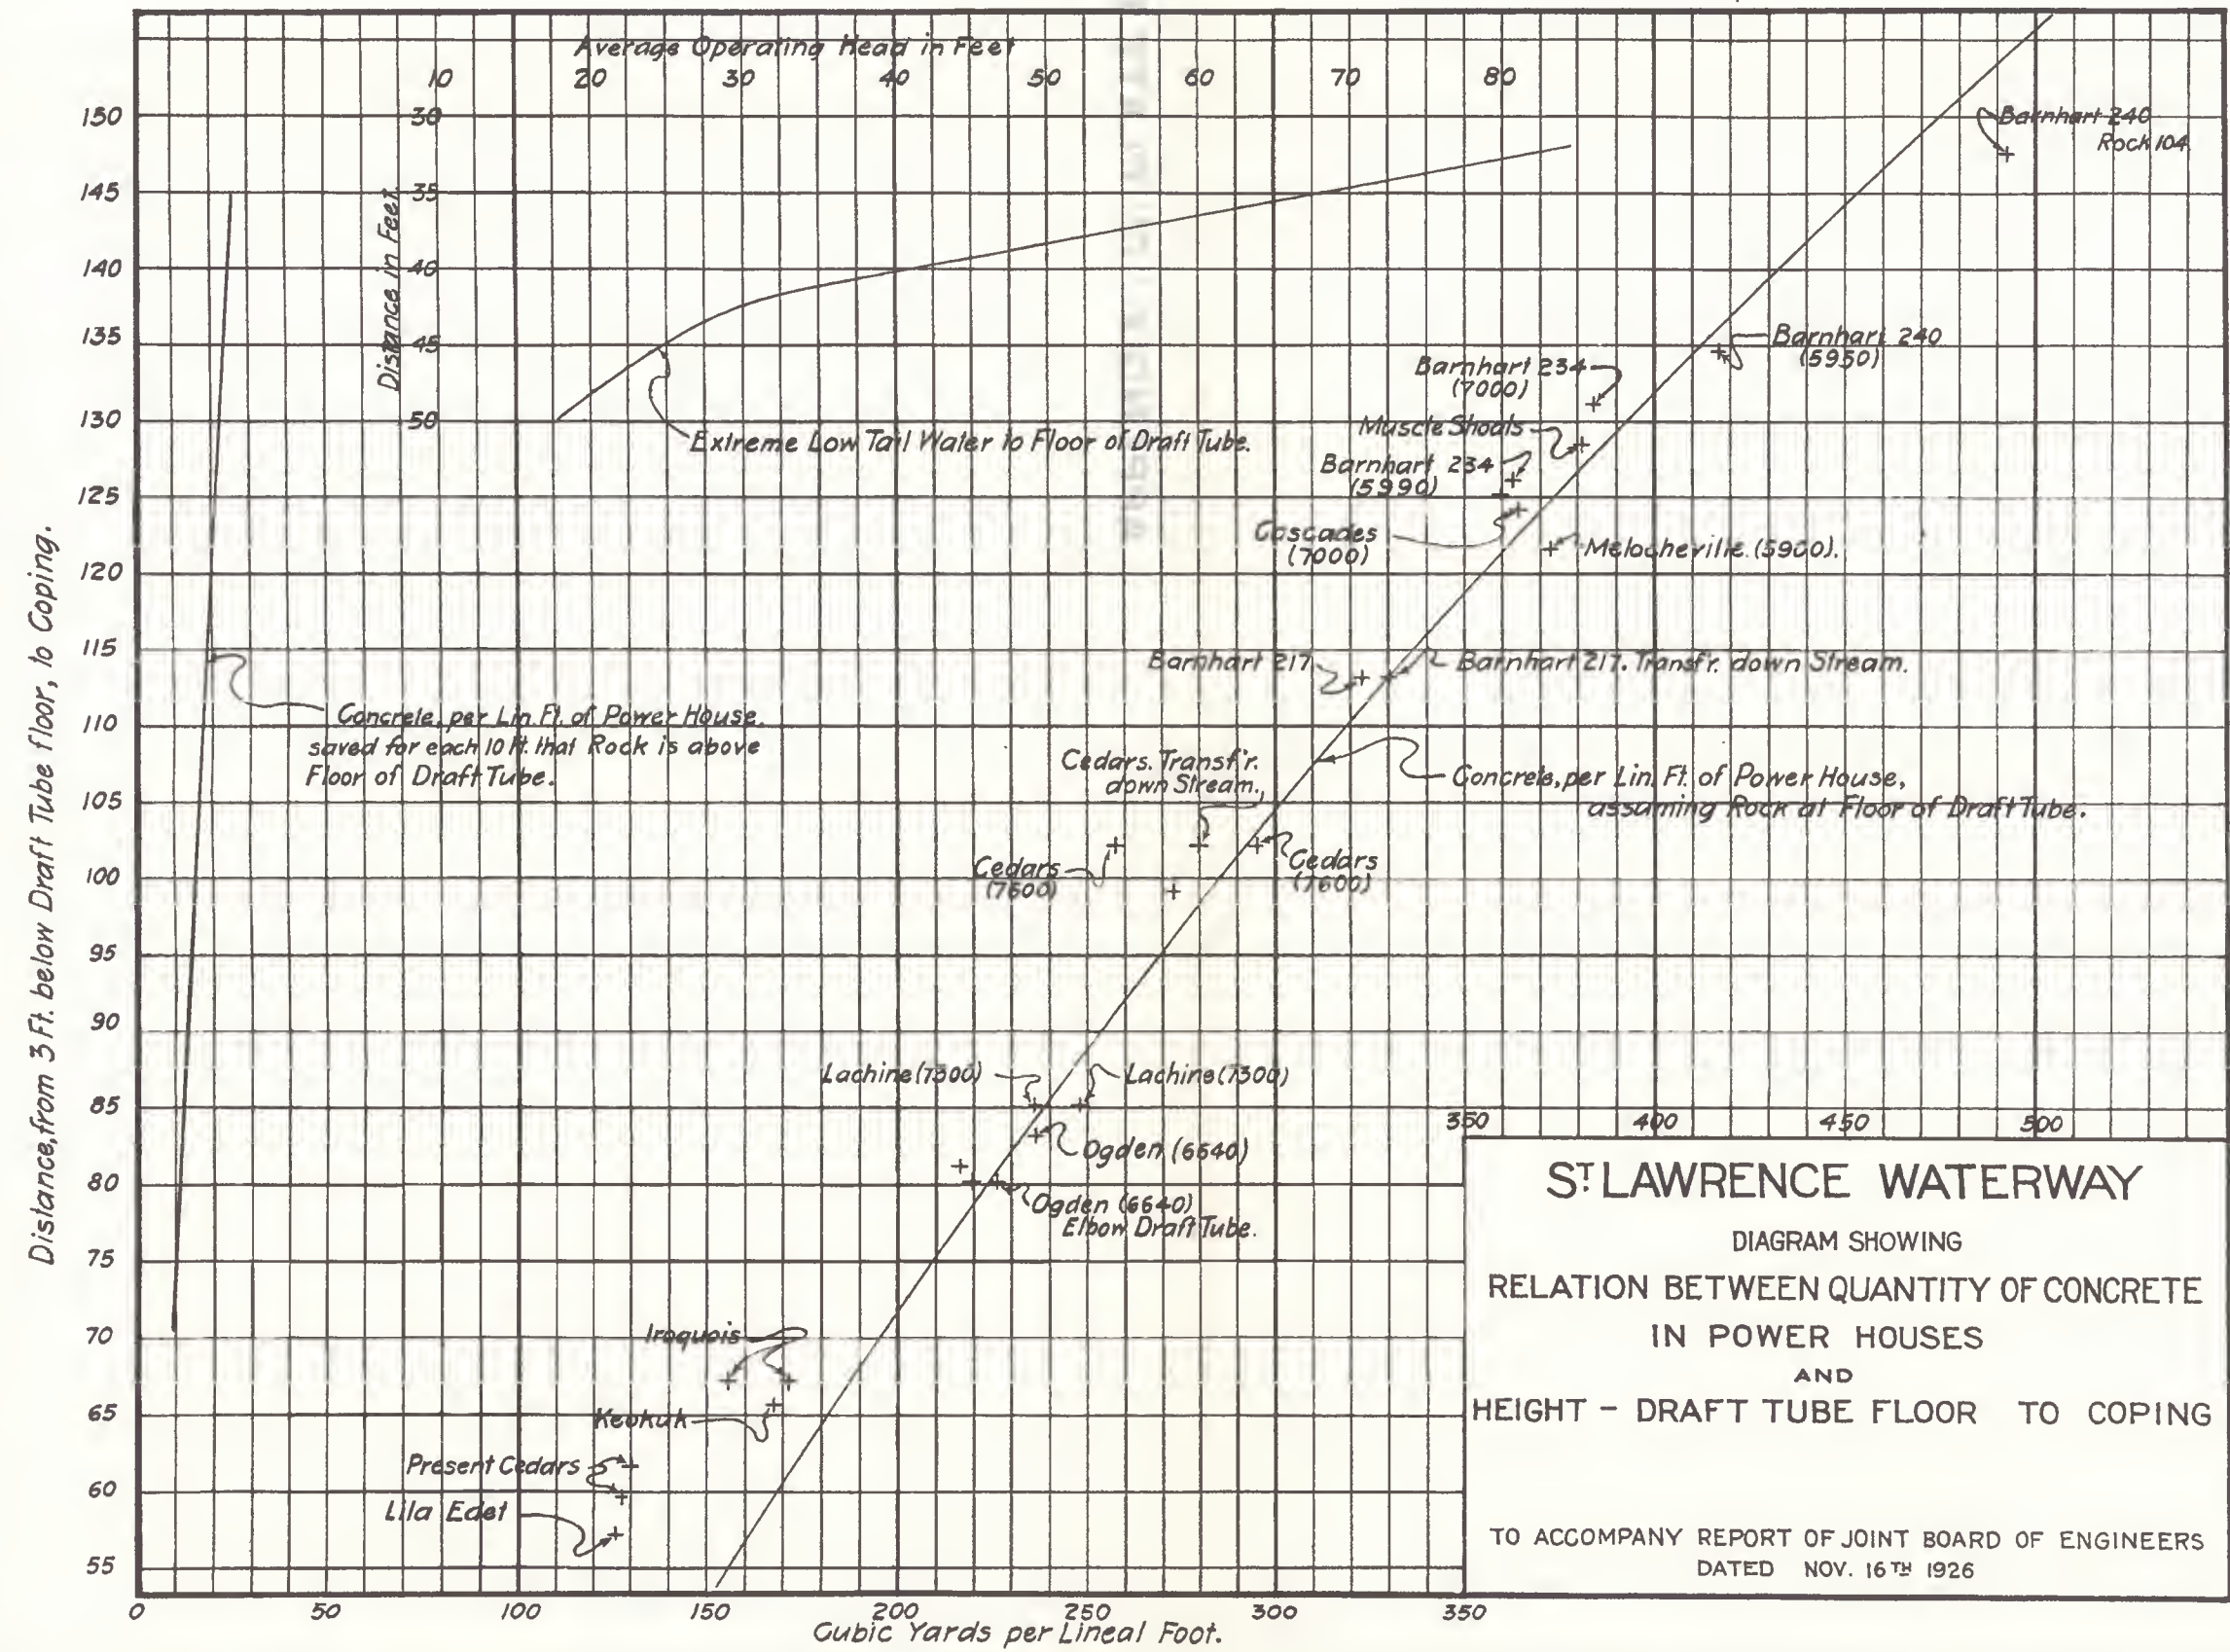 Average Operating Head in Feet
10 20 30 40 50 60 70 80
150
145
140
135
130
125
120
115
110
105
100
95
90
85
80
75
70
65
60
55
Distance, from 3 Ft. below Draft Tube floor, to Coping.
30
35
40
45
50
Distance in Feet.
Extreme Low Tail Water to Floor of Draft Tube.
Barnhart 240
Rock 104
Barnhart 240
(5950)
Barnhart 234
(7000)
Muscle Shoals
Barnhart 234
(5990)
Cascades
(7000)
Melocheville. (5900).
Barnhart 217
Barnhart 217. Transf'r. down Stream.
Concrete, per Lin. Ft. of Power House.
saved for each 10 ft. that Rock is above
Floor of Draft Tube.
Cedars. Transf'r.
down Stream.
Concrete, per Lin. Ft. of Power House,
assuming Rock at Floor of Draft Tube.
Cedars
(7600)
Cedars
(7600)
Lachine (7300)
Lachine (7300)
Ogden (6640)
Ogden (6640)
Elbow Draft Tube.
Iroquois
Keokuk
Present Cedars
Lila Edet
350 400 450 500
0 50 100 150 200 250 300 350
Cubic Yards per Lineal Foot.
ST. LAWRENCE WATERWAY
DIAGRAM SHOWING
RELATION BETWEEN QUANTITY OF CONCRETE
IN POWER HOUSES
AND
HEIGHT - DRAFT TUBE FLOOR TO COPING
TO ACCOMPANY REPORT OF JOINT BOARD OF ENGINEERS
DATED NOV. 16TH 1926